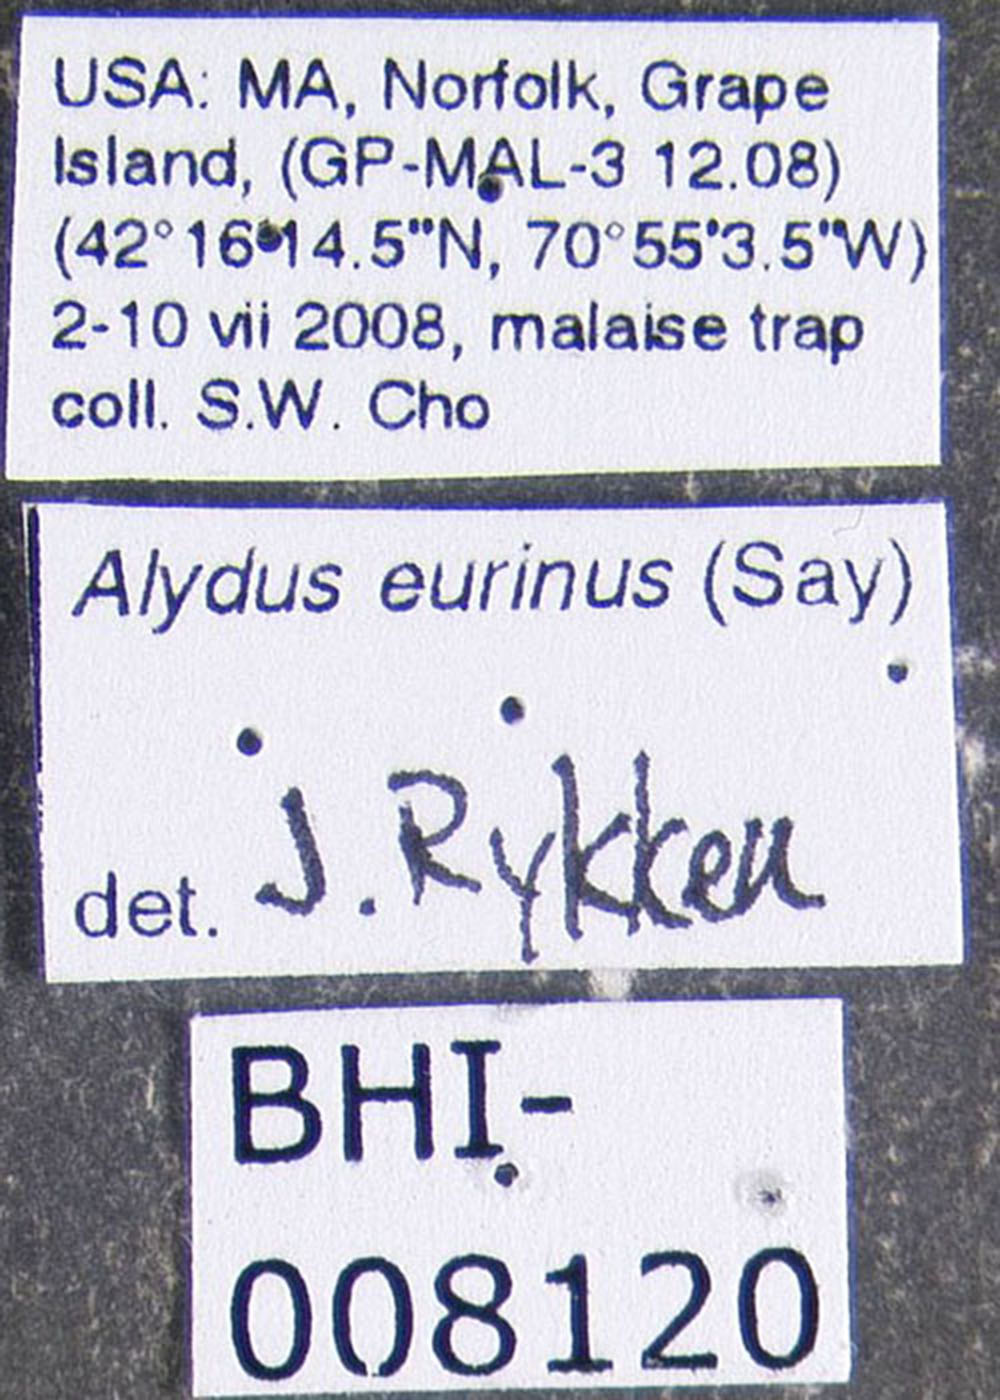 USA: MA, Norfolk, Grape
Island, (GP-MAL-3 12.08)
(42°16'14.5"N, 70°55'3.5"W)
2-10 vii 2008, malaise trap
coll. S.W. Cho
Alydus eurinus (Say)
det. J. Rykken
BHI-
008120